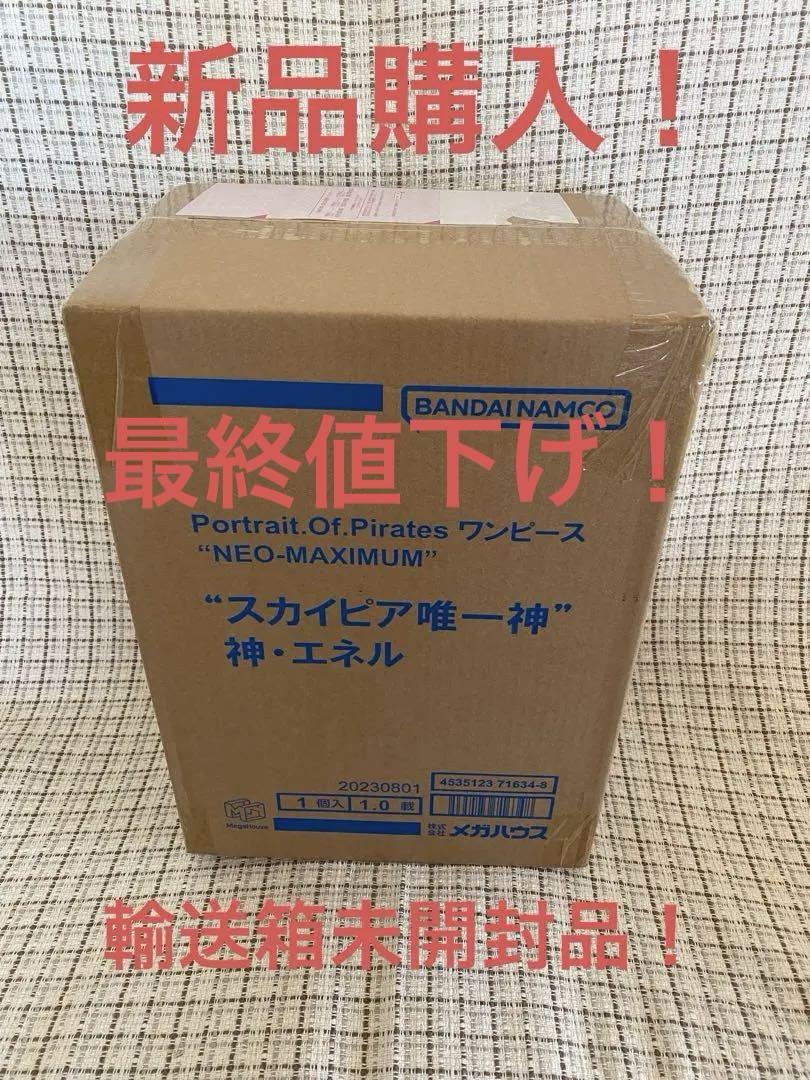 新品購入！
BANDAI NAMCO
最終値下げ！
Portrait.Of.Pirates ワンピース
“NEO-MAXIMUM”
“スカイピア唯一神”
神・エネル
20230801
4535123 71634-8
1 個入 1.0 載
MegaHouse
株式会社 メガハウス
輸送箱未開封品！